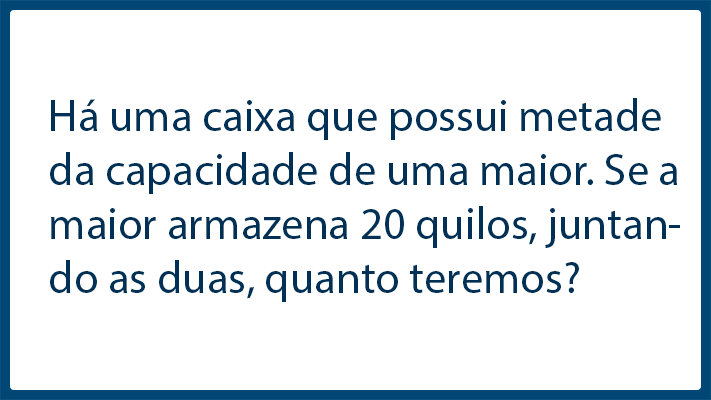 Há uma caixa que possui metade
da capacidade de uma maior. Se a
maior armazena 20 quilos, juntan-
do as duas, quanto teremos?